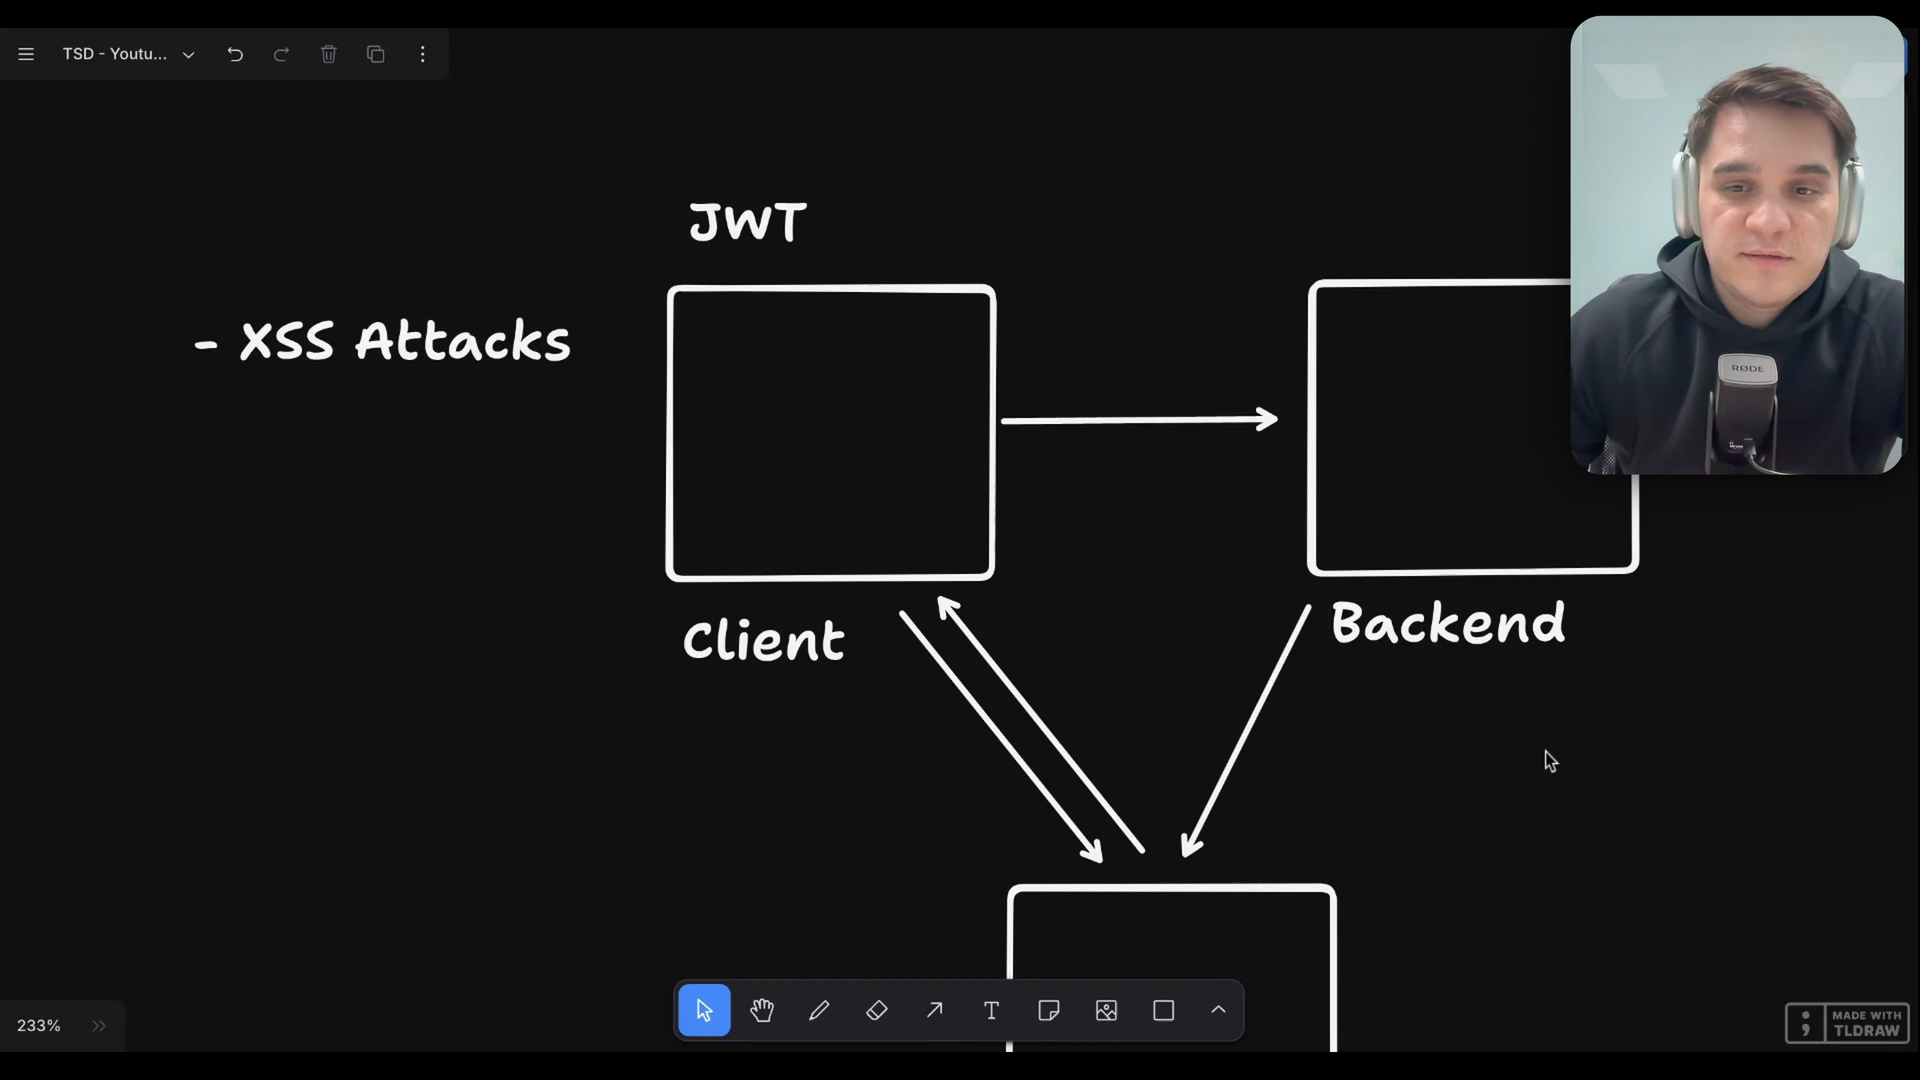 TSD - Youtu...
JWT
- XSS Attacks
RØDE
Client
Backend
233%
T
MADE WITH
TLDRAW